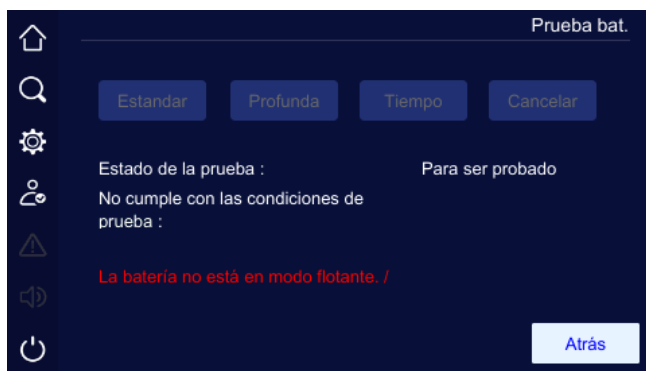 Prueba bat.
Estandar
Profunda
Tiempo
Cancelar
Estado de la prueba :
Para ser probado
No cumple con las condiciones de
prueba :
La batería no está en modo flotante. /
Atrás